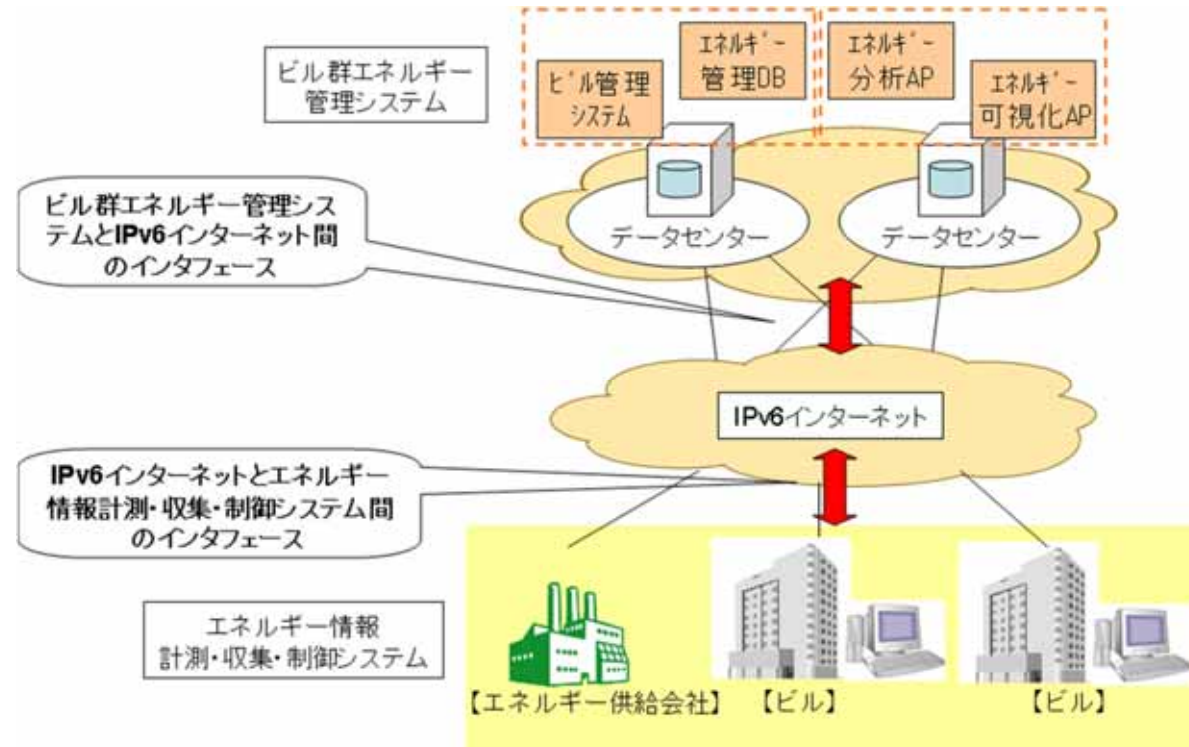 ビル群エネルギー
管理システム
ビル管理
システム
エネルギー
管理DB
エネルギー
分析AP
エネルギー
可視化AP
データセンター
データセンター
ビル群エネルギー管理シス
テムとIPv6インターネット間
のインタフェース
IPv6インターネット
IPv6インターネットとエネルギー
情報計測・収集・制御システム間
のインタフェース
エネルギー情報
計測・収集・制御システム
【エネルギー供給会社】
【ビル】
【ビル】